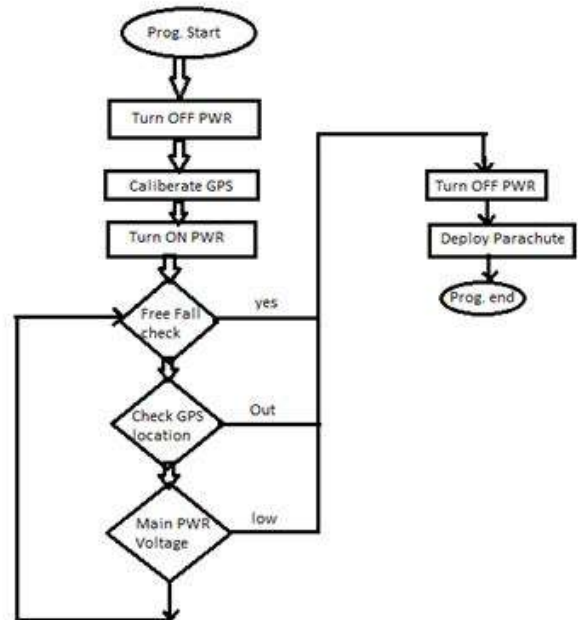 Prog. Start
Turn OFF PWR
Caliberate GPS
Turn ON PWR
Free Fall
check
yes
Check GPS
location
Out
Main PWR
Voltage
low
Turn OFF PWR
Deploy Parachute
Prog. end